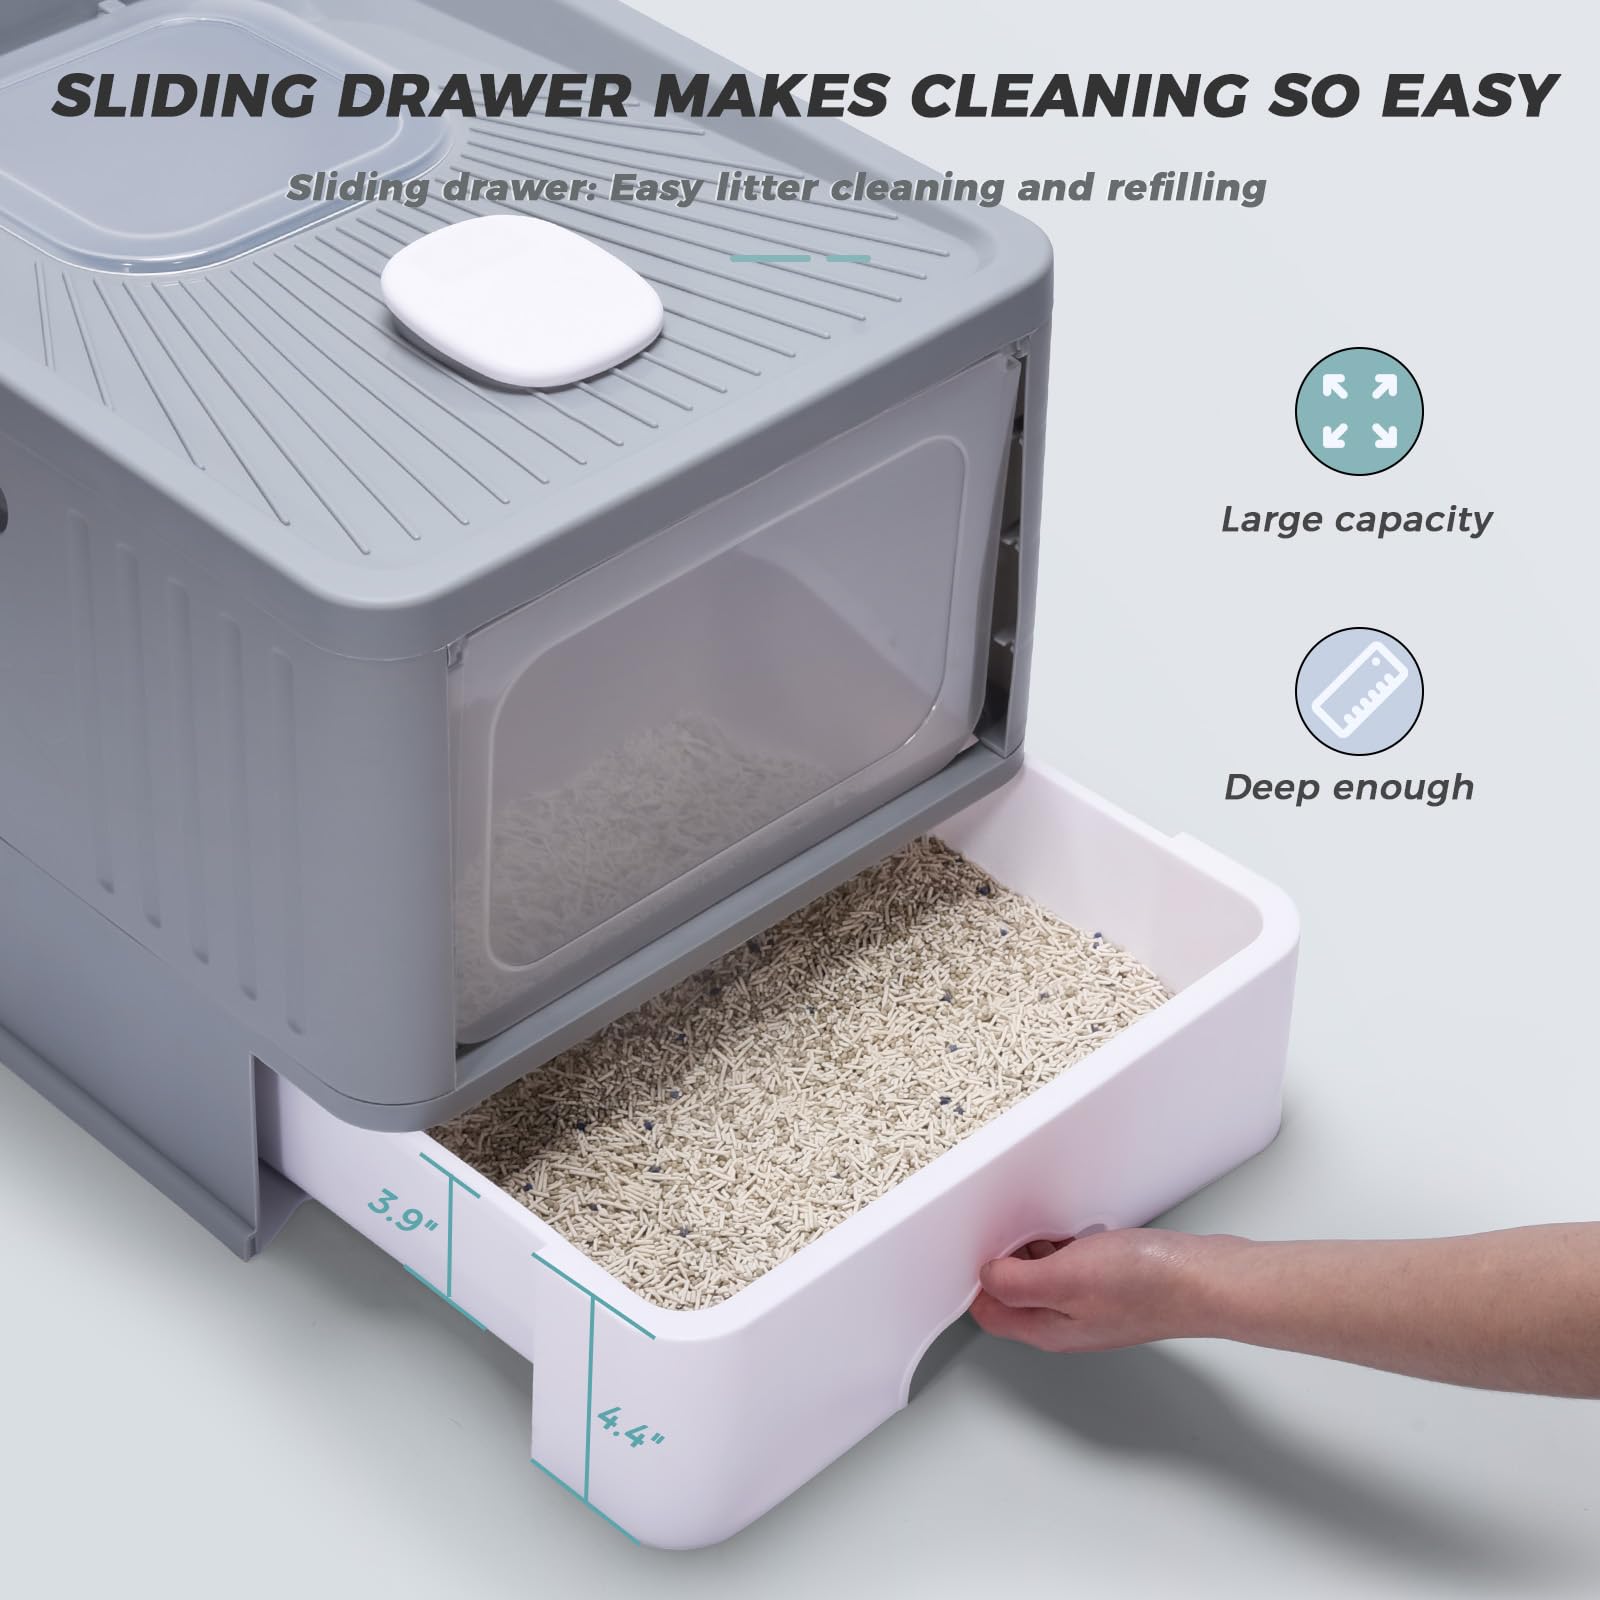 SLIDING DRAWER MAKES CLEANING SO EASY
Sliding drawer: Easy litter cleaning and refilling
Large capacity
Deep enough
3.9"
4.4"